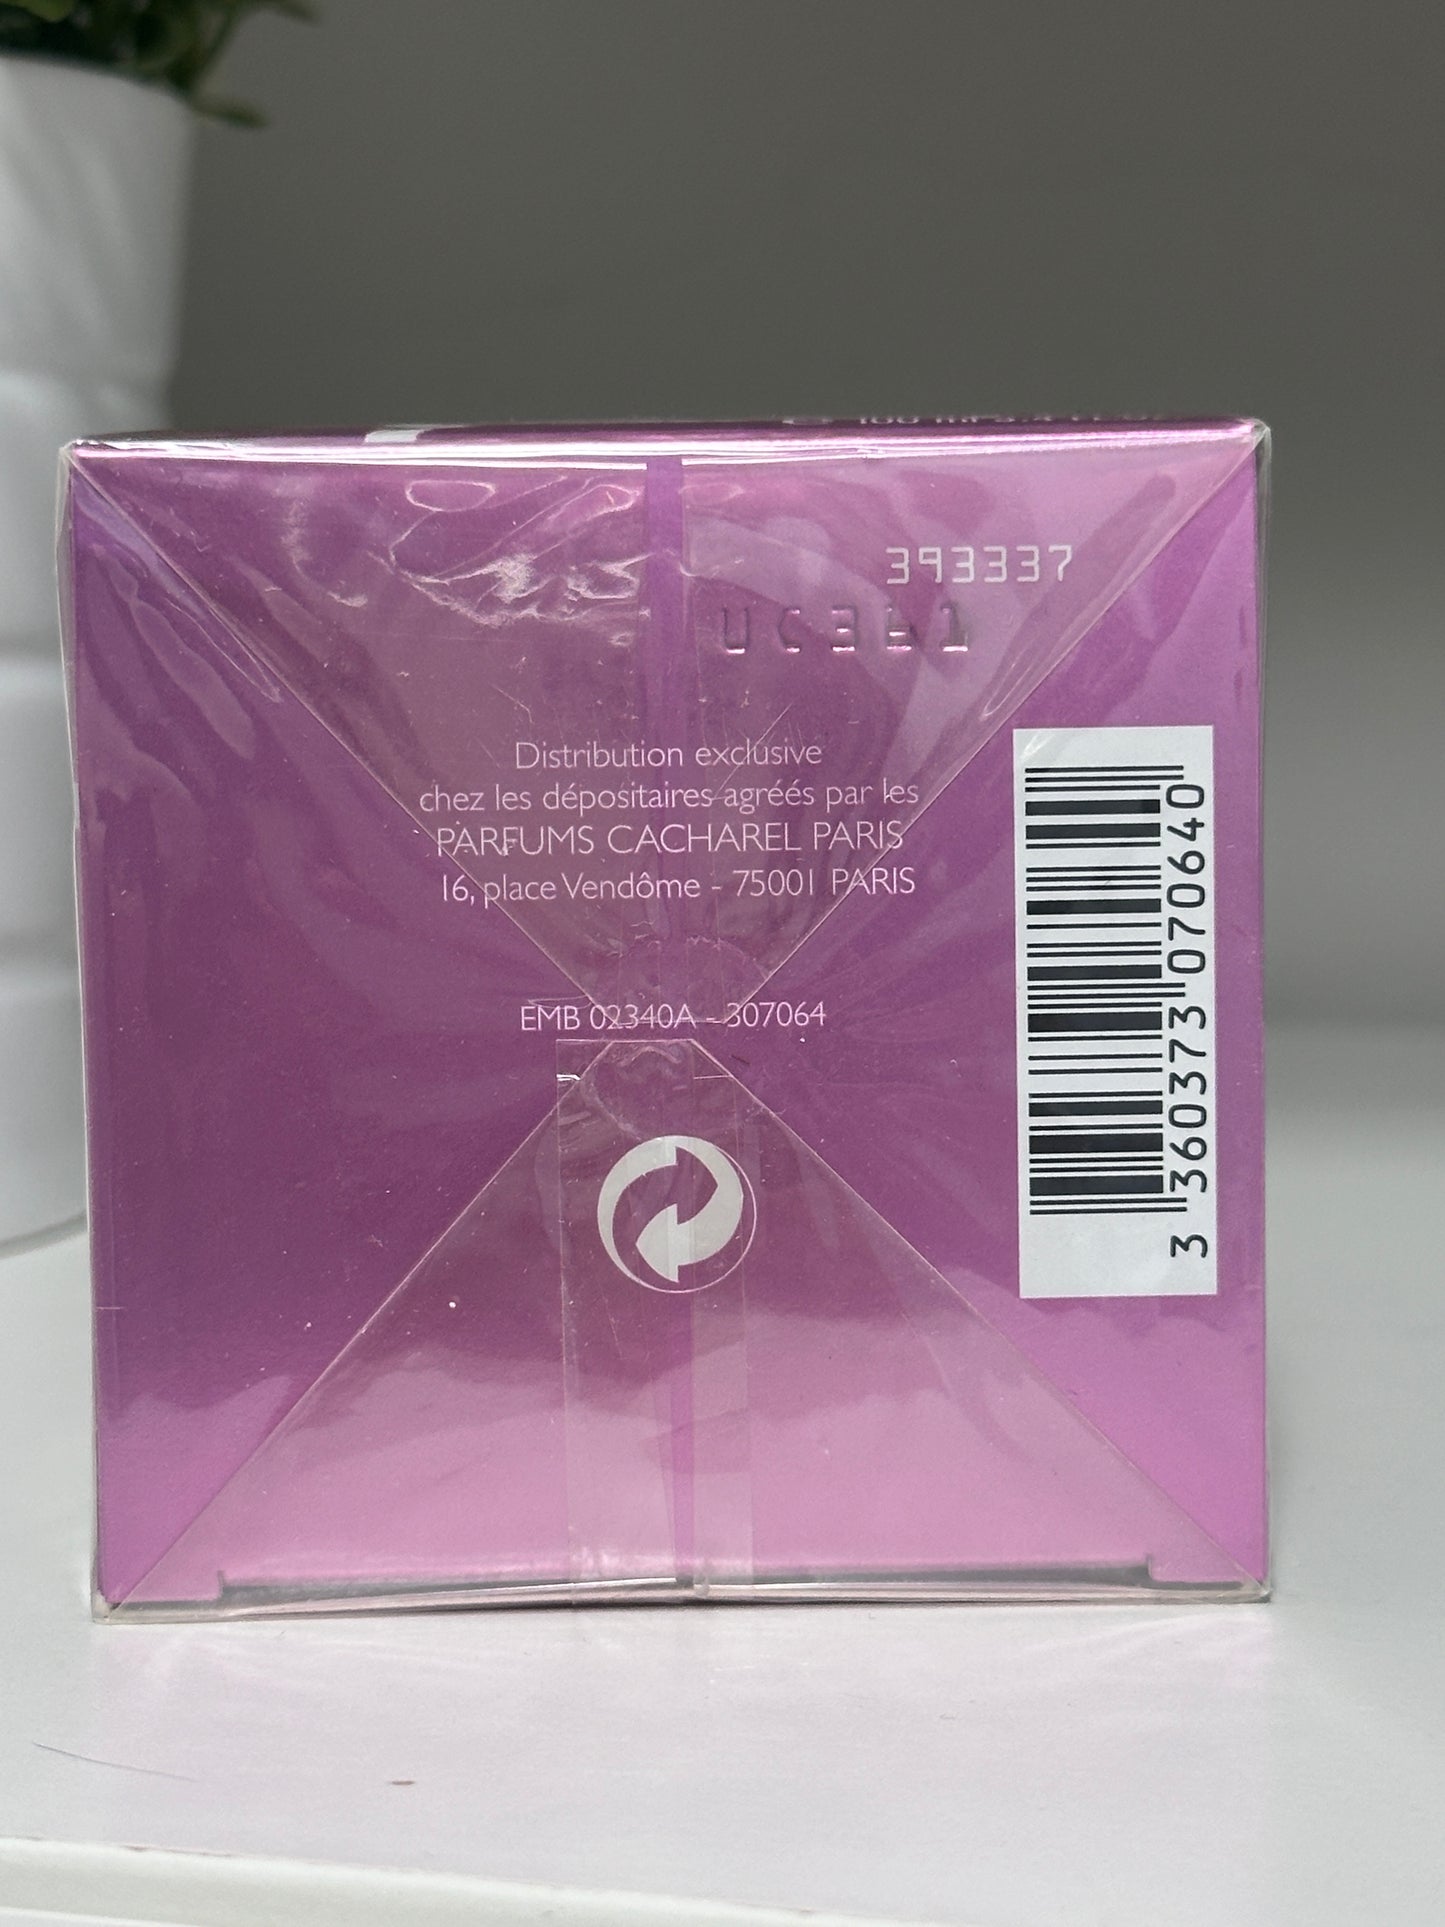 393337
Distribution exclusive
chez les dépositaires agréés par les
PARFUMS CACHAREL PARIS
16, place Vendôme - 75001 PARIS
EMB 02340A - 307064
3 360373 070640